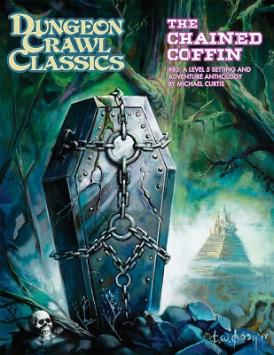 DUNGEON
CRAWL
CLASSICS
THE
CHAINED
COFFIN
#83: A LEVEL 5 SETTING AND
ADVENTURE ANTHOLOGY
BY MICHAEL CURTIS